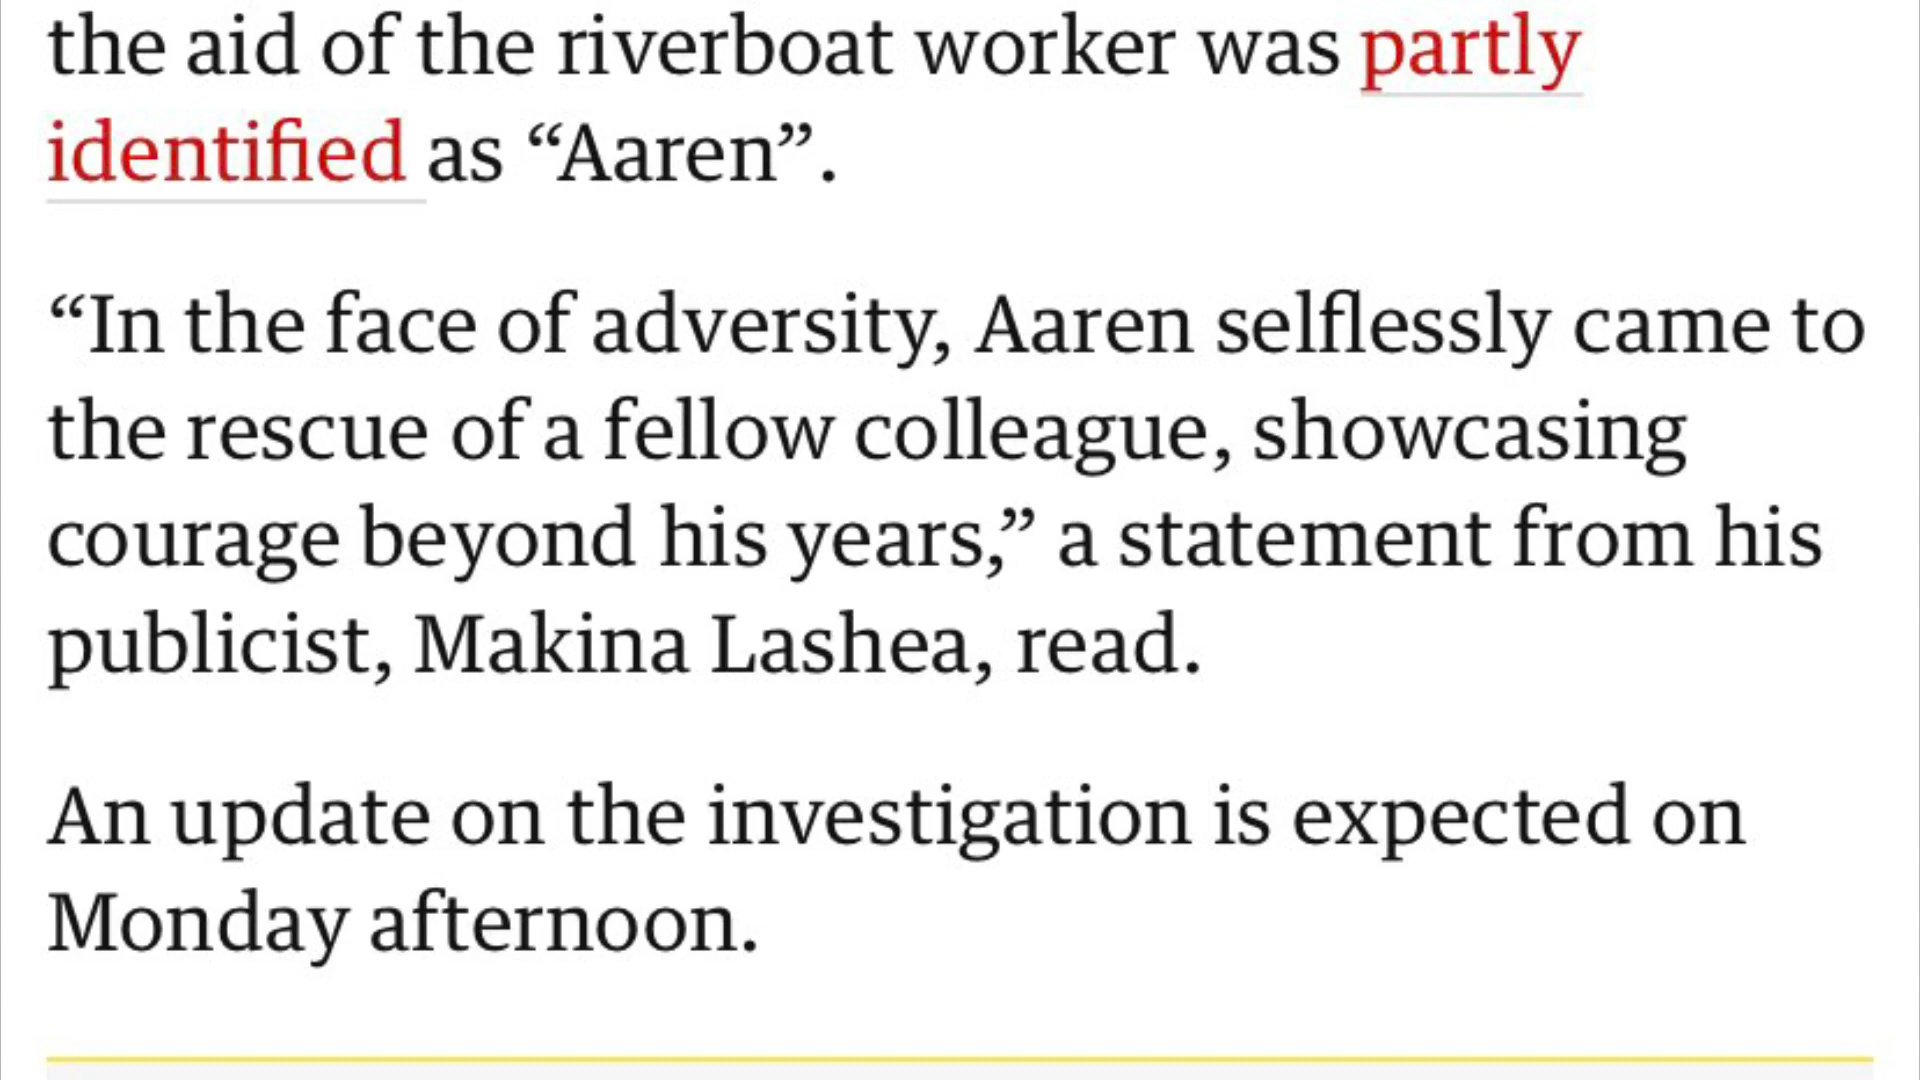 the aid of the riverboat worker was partly
identified as “Aaren”.
“In the face of adversity, Aaren selflessly came to
the rescue of a fellow colleague, showcasing
courage beyond his years,” a statement from his
publicist, Makina Lashea, read.
An update on the investigation is expected on
Monday afternoon.